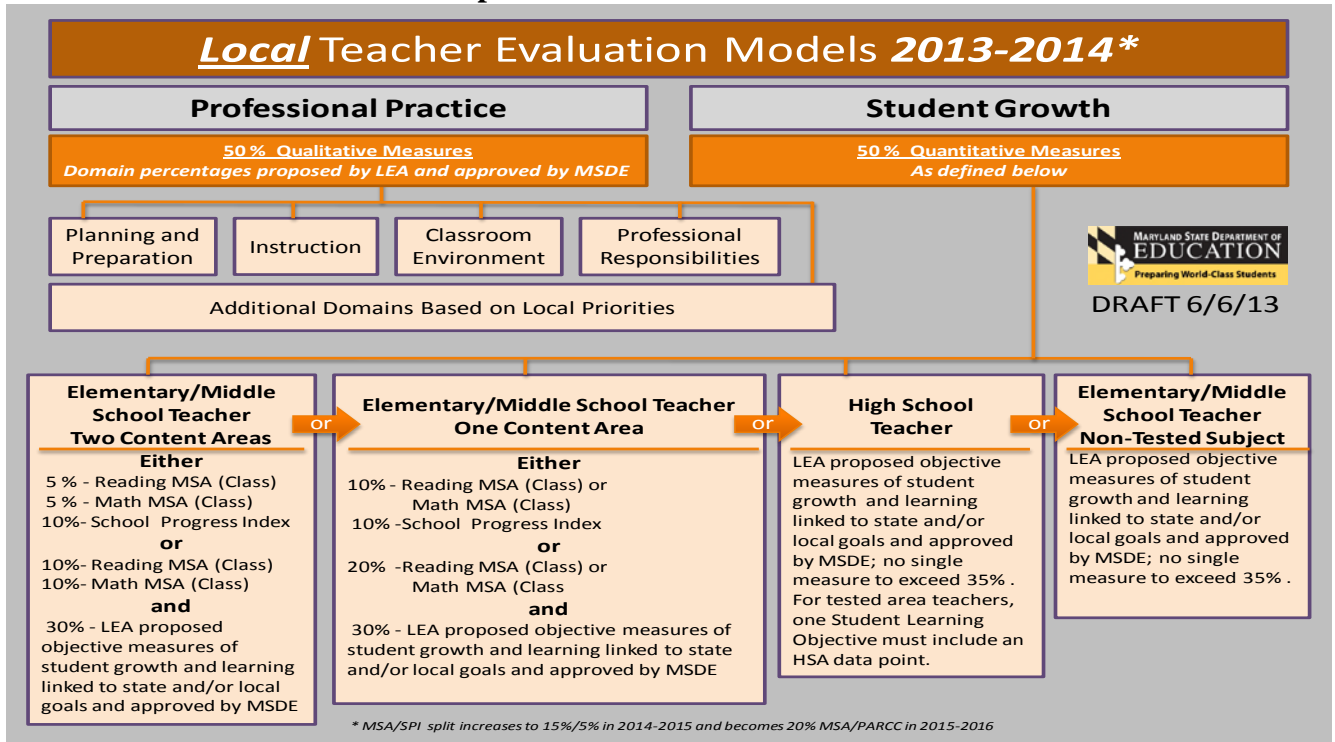 Local Teacher Evaluation Models 2013-2014*
Professional Practice
50 % Qualitative Measures
Domain percentages proposed by LEA and approved by MSDE
Student Growth
50 % Quantitative Measures
As defined below
Planning and
Preparation
Instruction
Classroom
Environment
Professional
Responsibilities
Additional Domains Based on Local Priorities
MARYLAND STATE DEPARTMENT OF
EDUCATION
Preparing World-Class Students
DRAFT 6/6/13
Elementary/Middle
School Teacher
Two Content Areas
Either
5 % - Reading MSA (Class)
5 % - Math MSA (Class)
10%- School Progress Index
or
10%- Reading MSA (Class)
10%- Math MSA (Class)
and
30% - LEA proposed
objective measures of
student growth and learning
linked to state and/or local
goals and approved by MSDE
or
Elementary/Middle School Teacher
One Content Area
Either
10% - Reading MSA (Class) or
Math MSA (Class)
10% -School Progress Index
or
20% -Reading MSA (Class) or
Math MSA (Class
and
30% - LEA proposed objective measures of
student growth and learning linked to state
and/or local goals and approved by MSDE
or
High School
Teacher
LEA proposed objective
measures of student
growth and learning
linked to state and/or
local goals and approved
by MSDE; no single
measure to exceed 35% .
For tested area teachers,
one Student Learning
Objective must include an
HSA data point.
or
Elementary/Middle
School Teacher
Non-Tested Subject
LEA proposed objective
measures of student
growth and learning
linked to state and/or
local goals and approved
by MSDE; no single
measure to exceed 35% .
* MSA/SPI split increases to 15%/5% in 2014-2015 and becomes 20% MSA/PARCC in 2015-2016